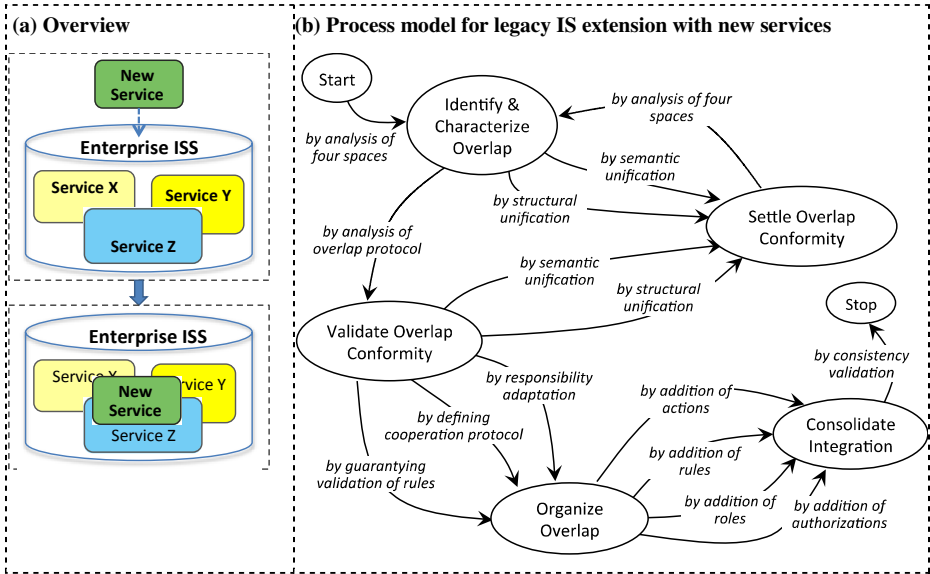 (a) Overview
New
Service
Enterprise ISS
Service X
Service Y
Service Z
Enterprise ISS
Service X
rvice Y
New
Service
Service Z
(b) Process model for legacy IS extension with new services
Start
by analysis of
four spaces
Identify &
Characterize
Overlap
by analysis of four
spaces
by semantic
unification
by structural
unification
Settle Overlap
Conformity
by analysis of
overlap protocol
by semantic
unification
by structural
unification
Validate Overlap
Conformity
Stop
by consistency
validation
by responsibility
adaptation
by defining
cooperation protocol
by guarantying
validation of rules
by addition of
actions
by addition of
rules
by addition of
roles
by addition of
authorizations
Consolidate
Integration
Organize
Overlap